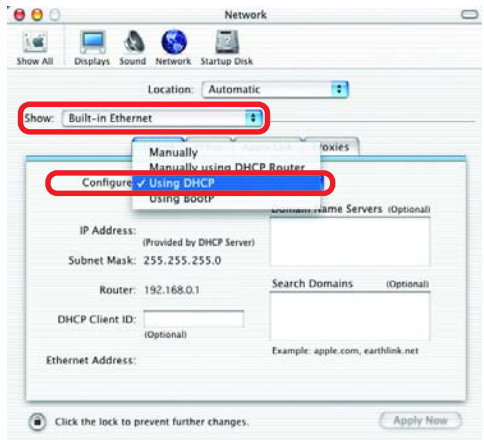 Network
Show All Displays Sound Network Startup Disk
Location: Automatic
Show: Built-in Ethernet
Proxies
Manually
Manually using DHCP Router
Configure ✓ Using DHCP
Using BootP
Domain Name Servers (Optional)
IP Address:
(Provided by DHCP Server)
Subnet Mask: 255.255.255.0
Router: 192.168.0.1
Search Domains (Optional)
DHCP Client ID:
(Optional)
Example: apple.com, earthlink.net
Ethernet Address:
Click the lock to prevent further changes.
Apply Now